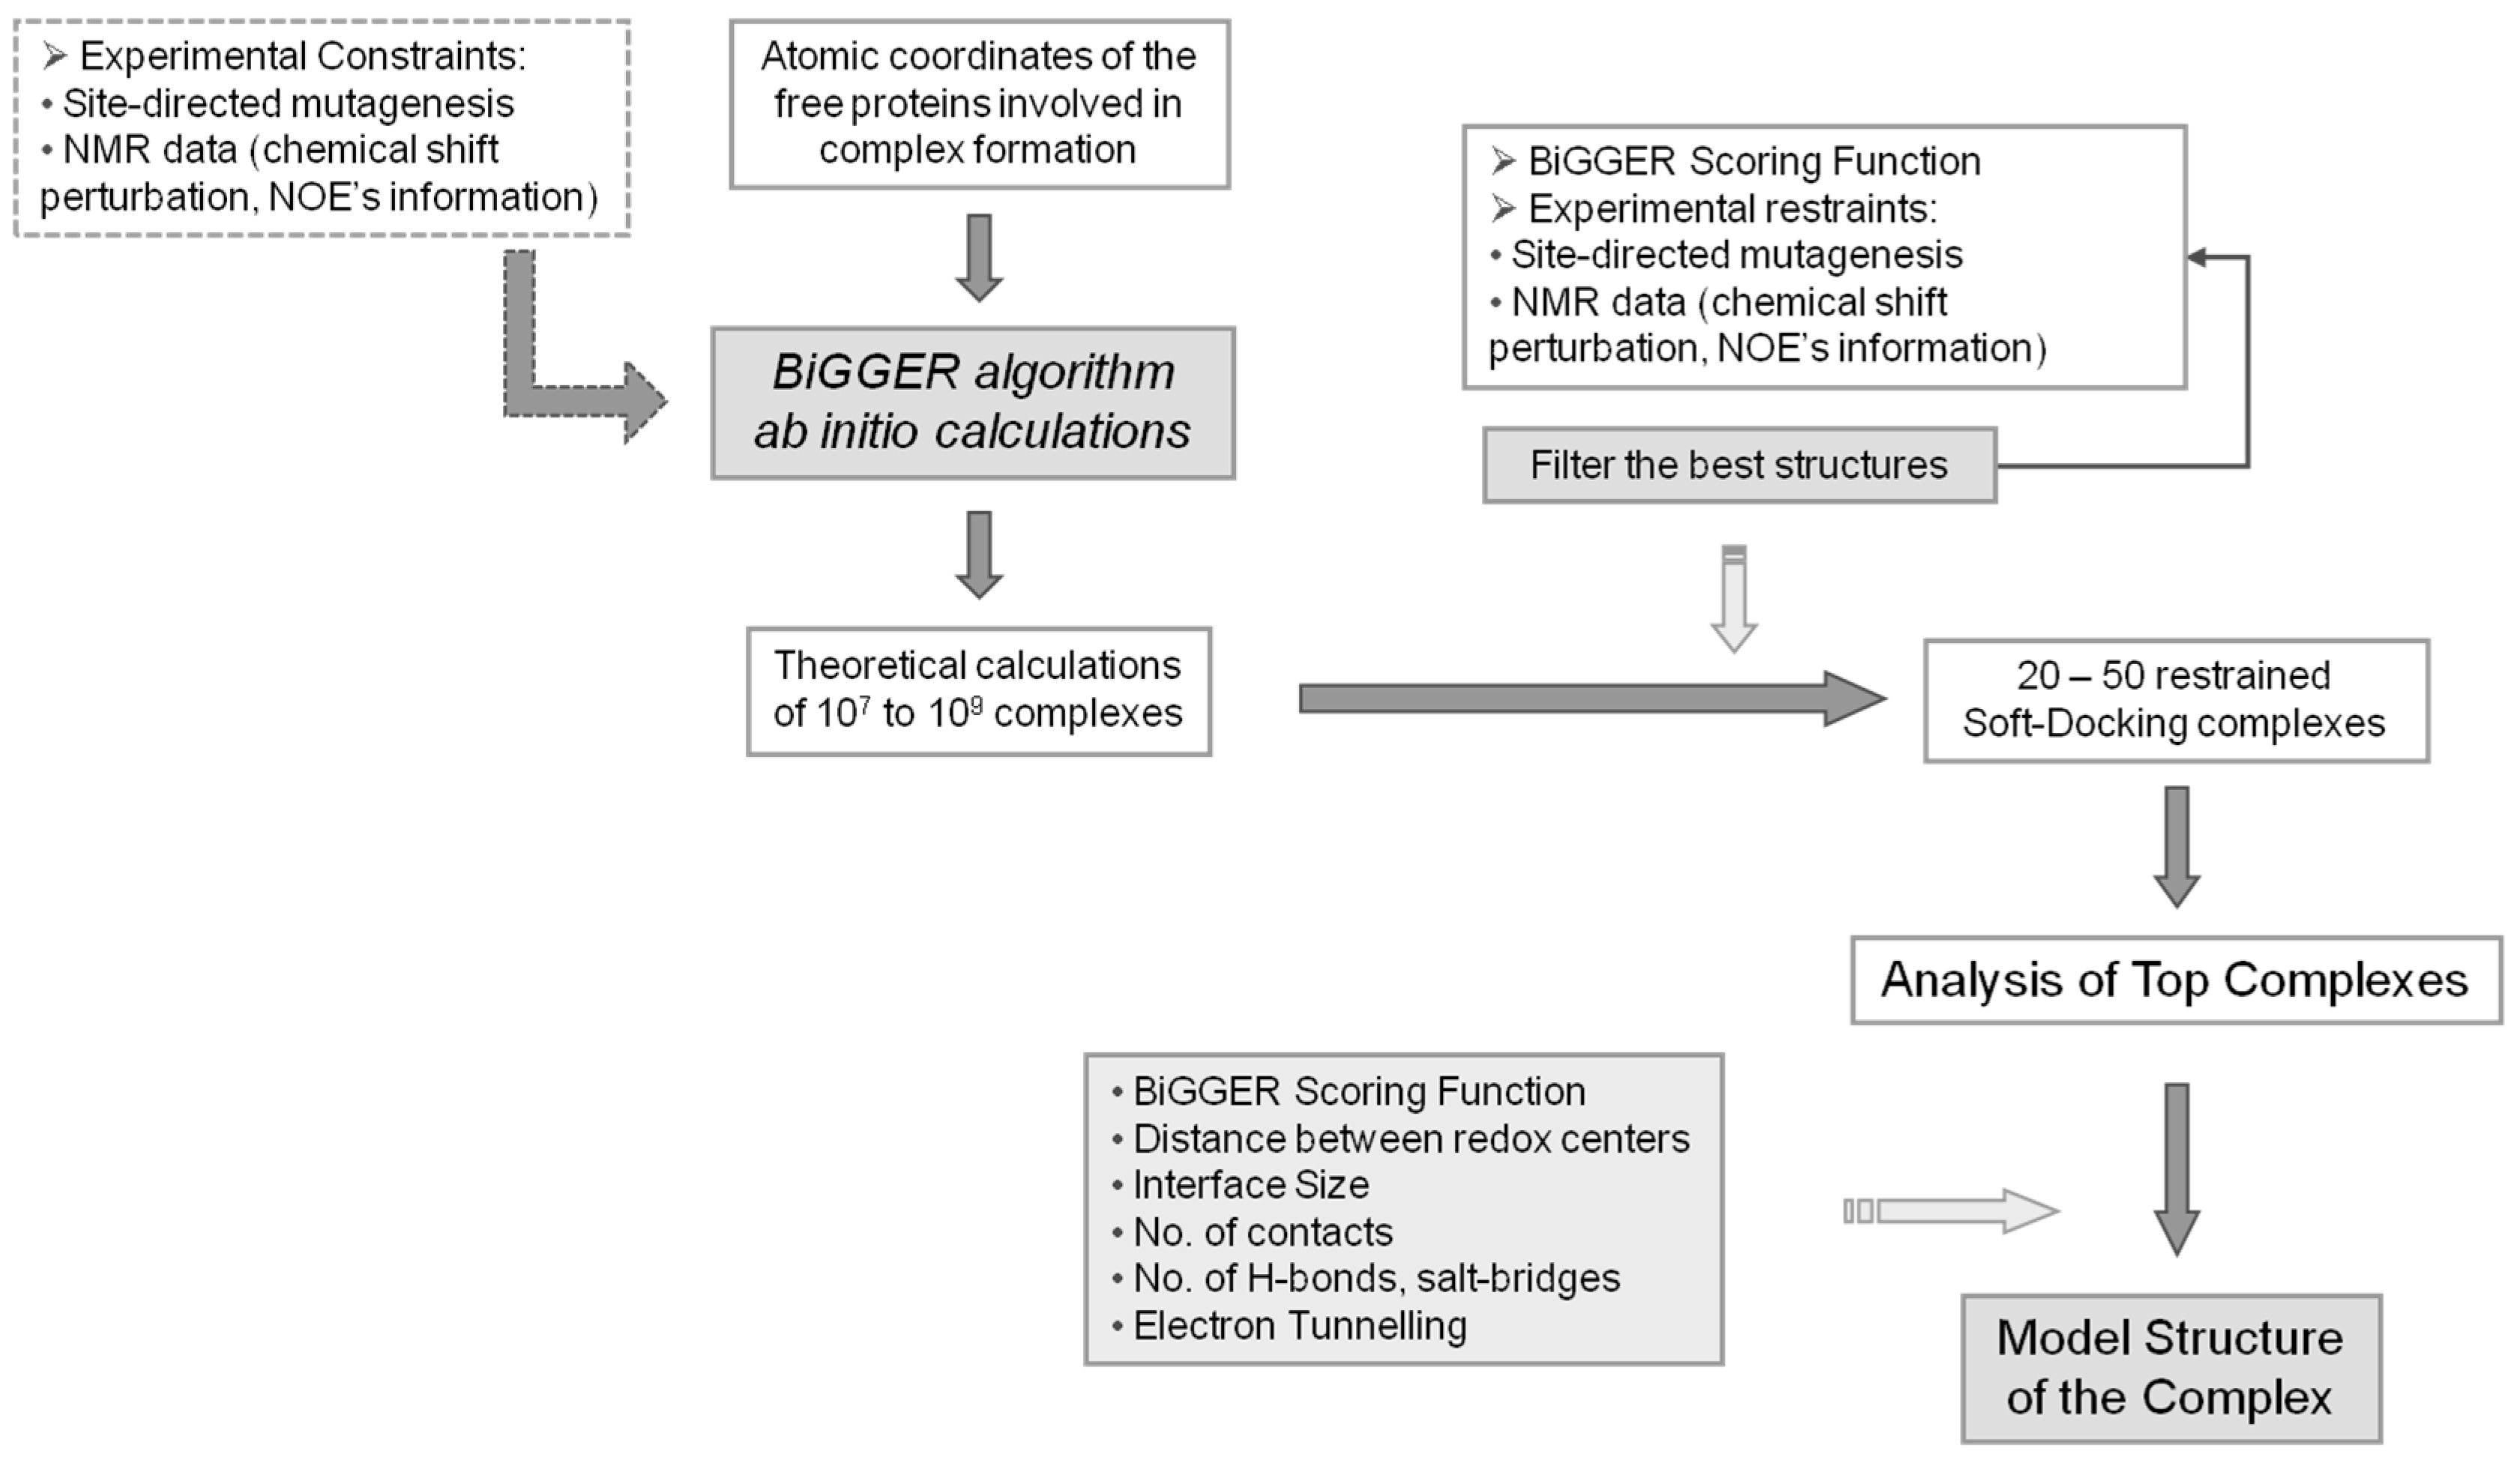 ➢ Experimental Constraints:
• Site-directed mutagenesis
• NMR data (chemical shift
perturbation, NOE’s information)
Atomic coordinates of the
free proteins involved in
complex formation
BiGGER algorithm
ab initio calculations
Theoretical calculations
of 10⁷ to 10⁹ complexes
➢ BiGGER Scoring Function
➢ Experimental restraints:
• Site-directed mutagenesis
• NMR data (chemical shift
perturbation, NOE’s information)
Filter the best structures
20 – 50 restrained
Soft-Docking complexes
Analysis of Top Complexes
• BiGGER Scoring Function
• Distance between redox centers
• Interface Size
• No. of contacts
• No. of H-bonds, salt-bridges
• Electron Tunnelling
Model Structure
of the Complex